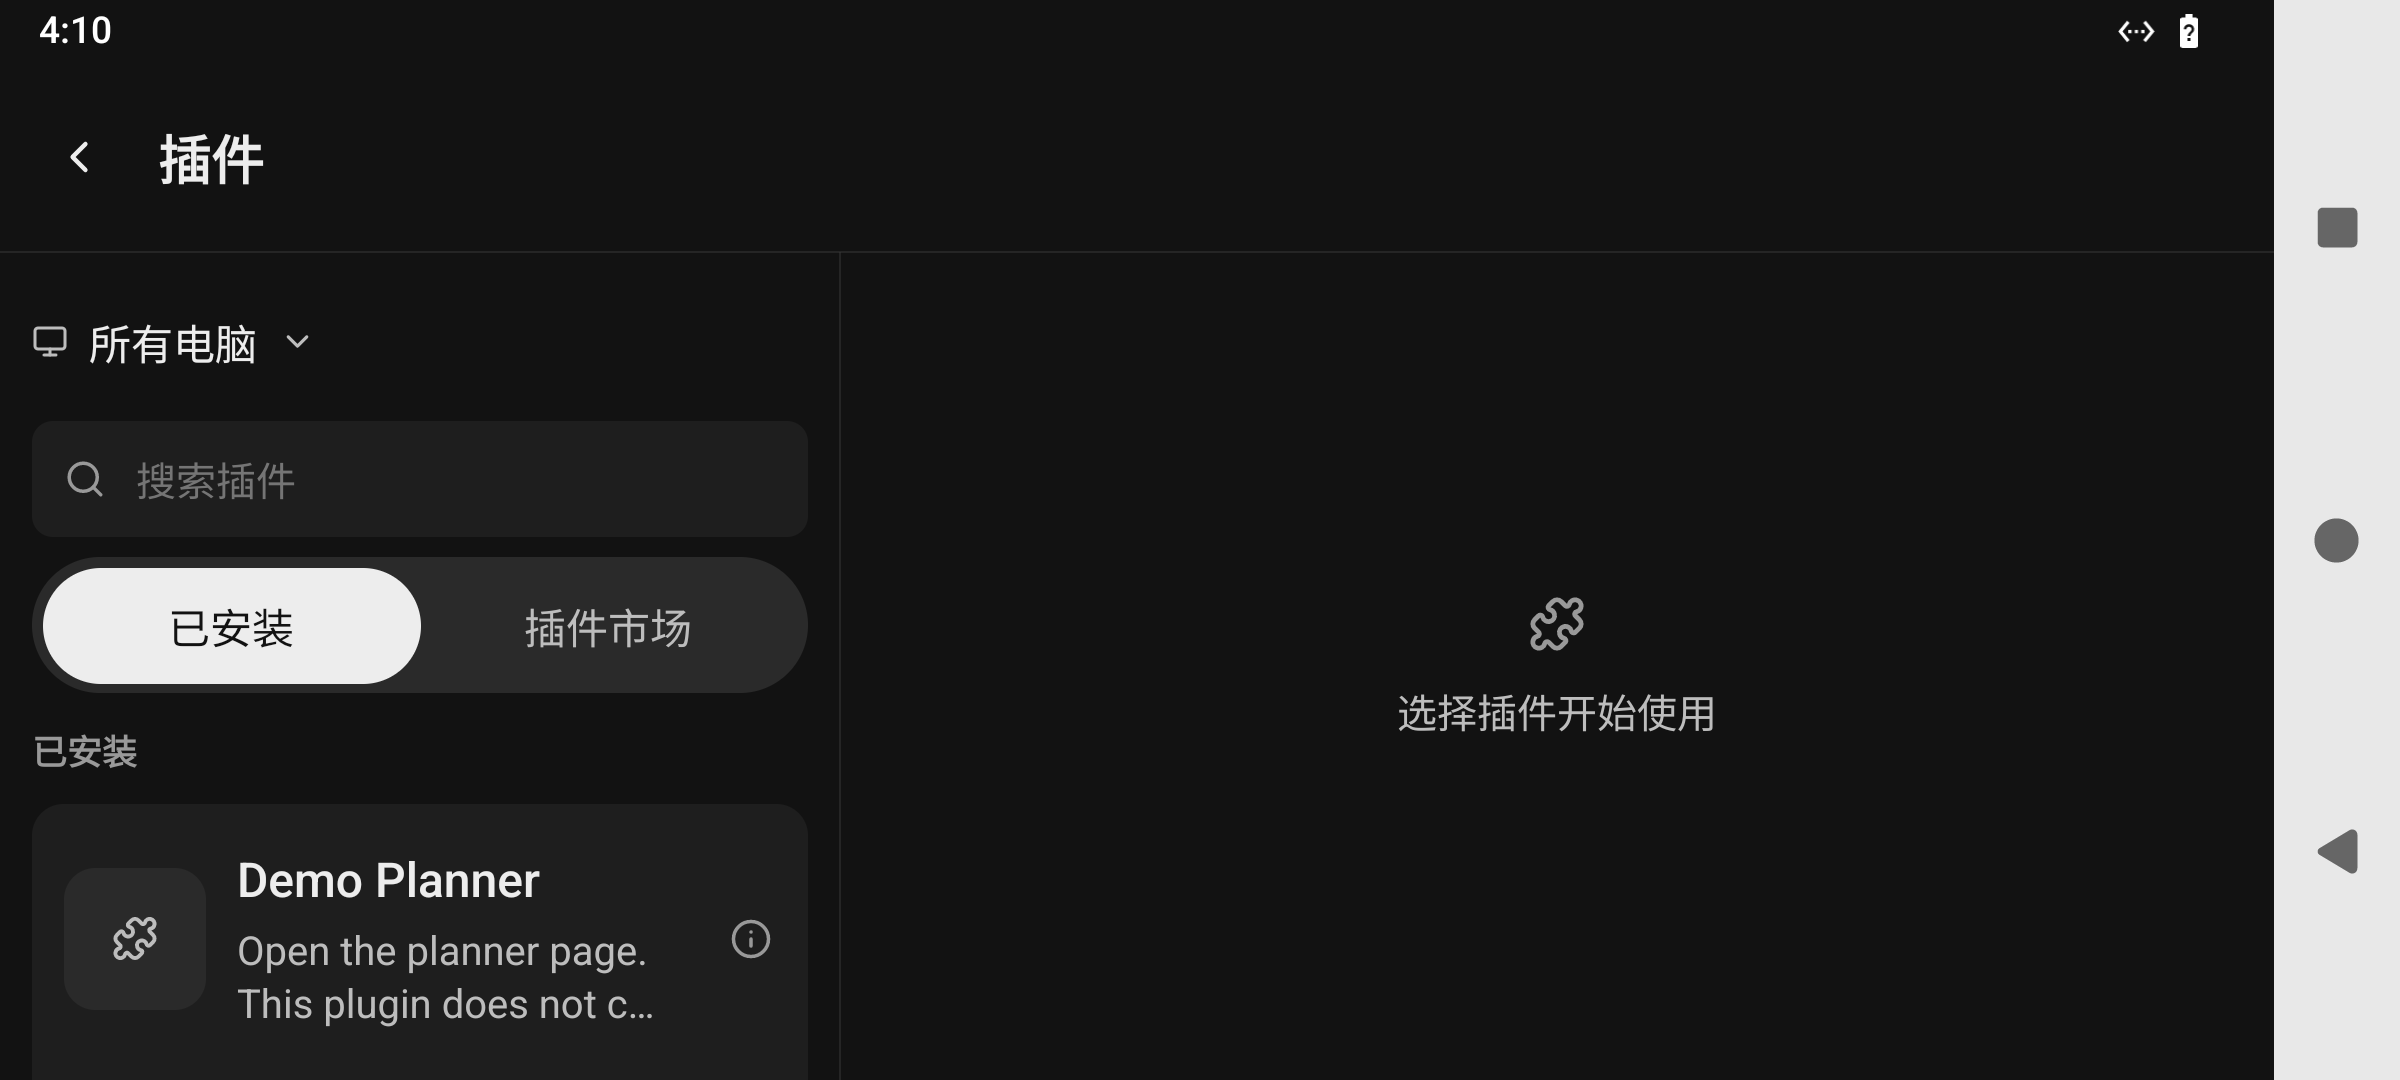 4:10
插件
所有电脑
搜索插件
已安装
插件市场
已安装
Demo Planner
Open the planner page.
This plugin does not c...
选择插件开始使用